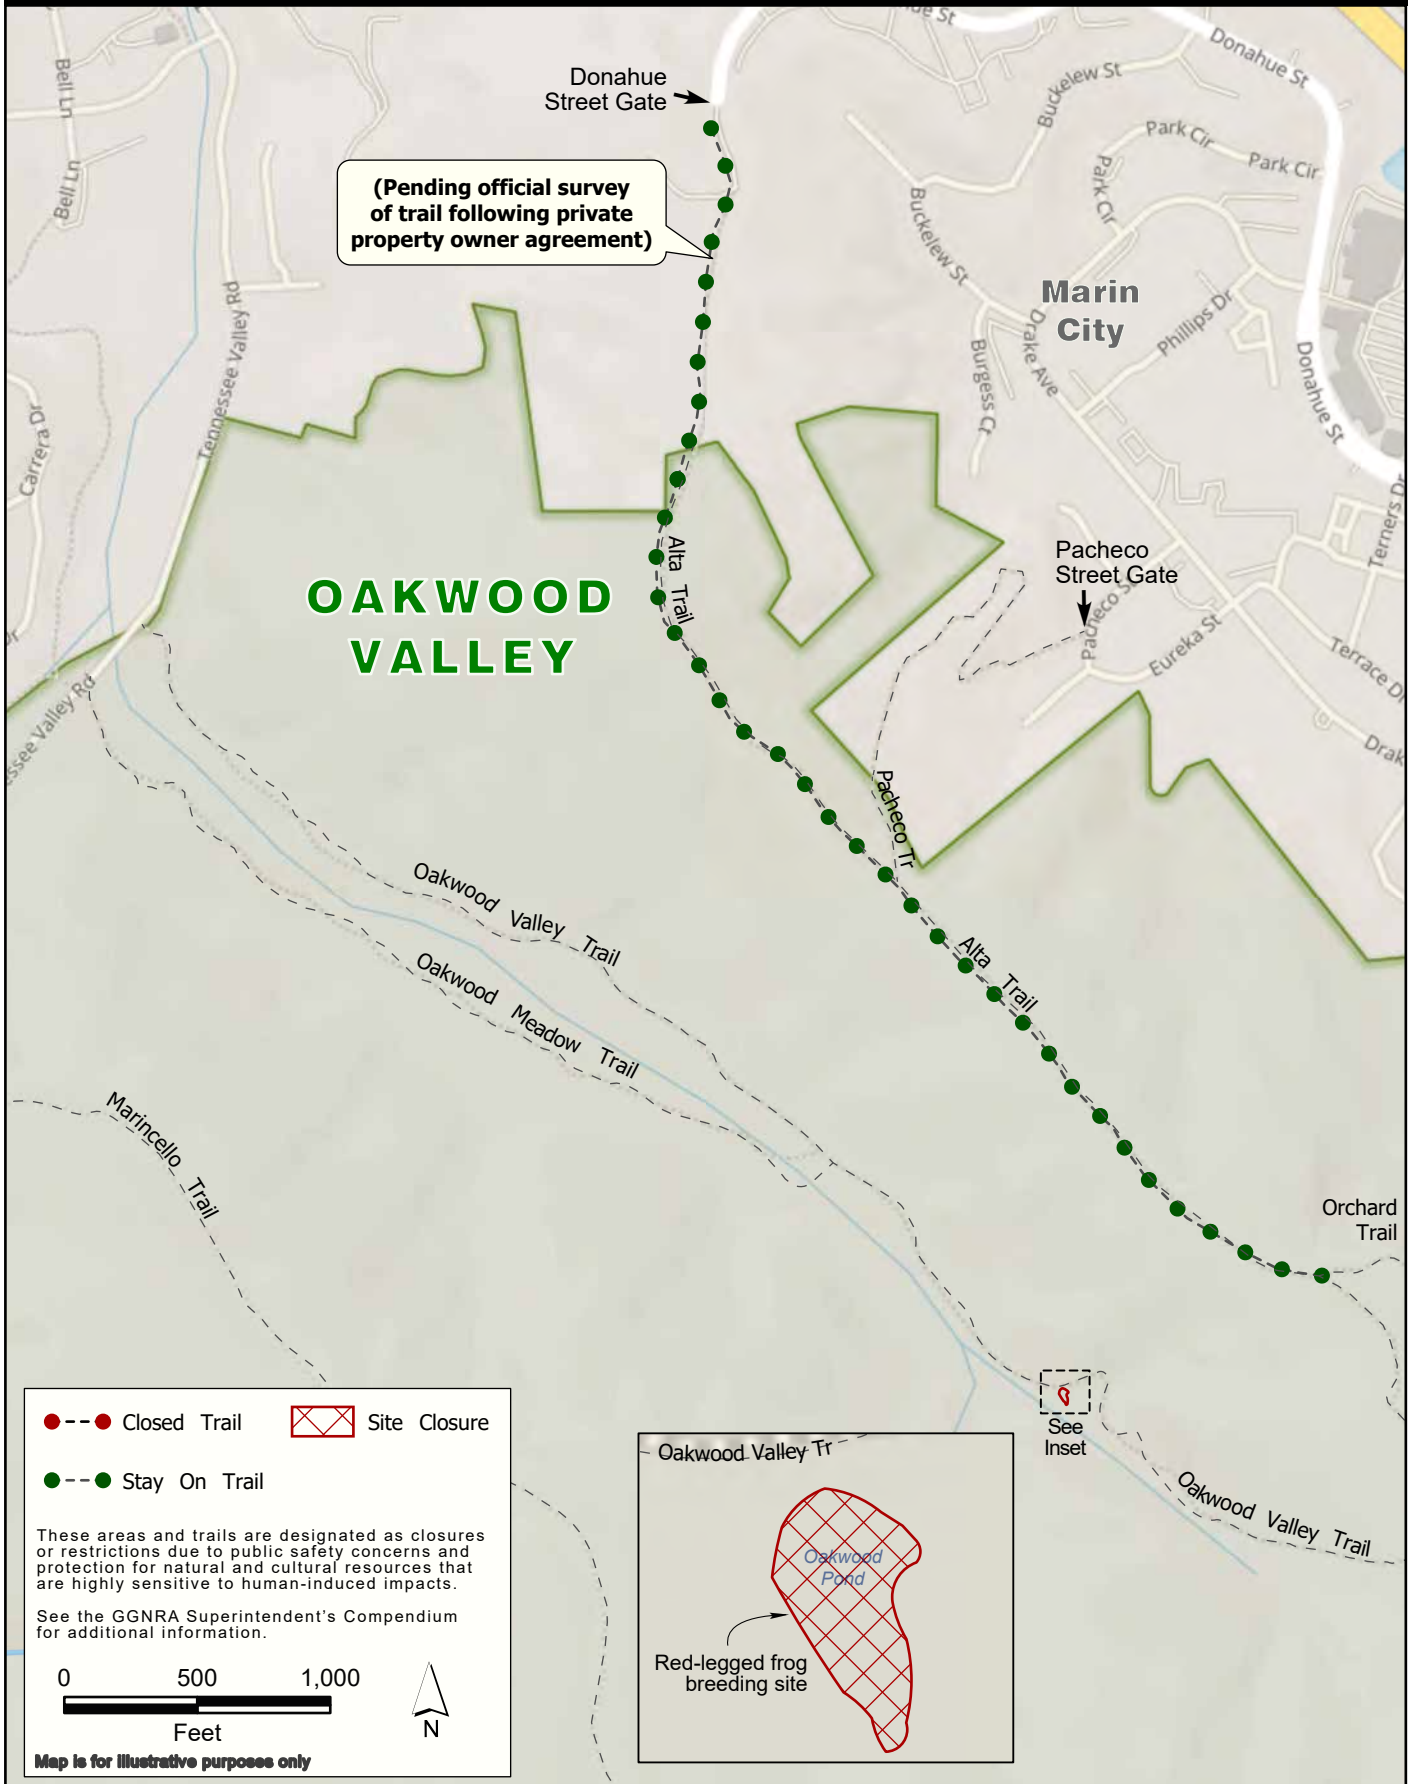 ue St
Donahue St
Bell Ln
Bell Ln
Donahue
Street Gate
Buckelew St
Park Cir
Park Cir
Park Cir
(Pending official survey
of trail following private
property owner agreement)
Buckelew St
Marin
City
Tennessee Valley Rd
Drake Ave
Phillips Dr
Burgess Ct
Donahue St
Carrera Dr
Terners Dr
Alta Trail
Pacheco
Street Gate
OAKWOOD
VALLEY
Pacheco St
Eureka St
Terrace Dr
Dr
essee Valley Rd
Drak
Pacheco Tr
Oakwood Valley Trail
Alta Trail
Oakwood Meadow Trail
Marincello Trail
Orchard
Trail
See
Inset
Oakwood Valley Trail
Closed Trail
Site Closure
Stay On Trail
These areas and trails are designated as closures
or restrictions due to public safety concerns and
protection for natural and cultural resources that
are highly sensitive to human-induced impacts.
See the GGNRA Superintendent's Compendium
for additional information.
0 500 1,000
Feet
N
Map is for illustrative purposes only
Oakwood Valley Tr
Oakwood
Pond
Red-legged frog
breeding site